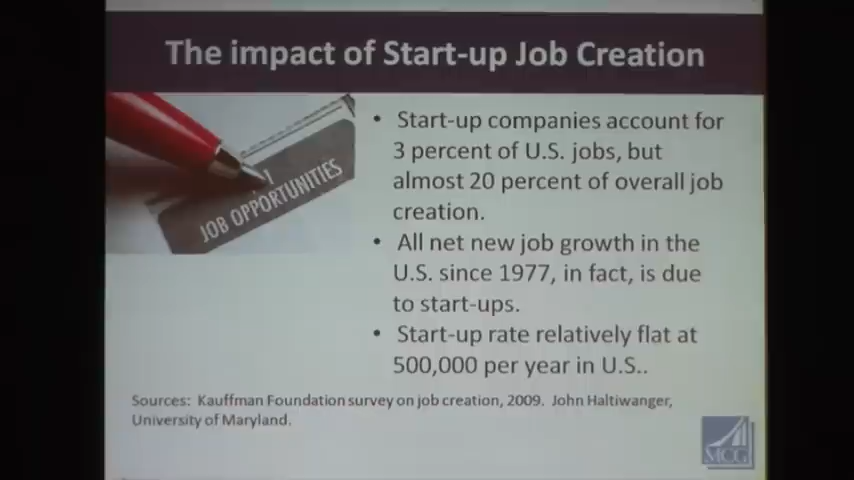 The impact of Start-up Job Creation
JOB OPPORTUNITIES
• Start-up companies account for
3 percent of U.S. jobs, but
almost 20 percent of overall job
creation.
• All net new job growth in the
U.S. since 1977, in fact, is due
to start-ups.
• Start-up rate relatively flat at
500,000 per year in U.S..
Sources: Kauffman Foundation survey on job creation, 2009. John Haltiwanger,
University of Maryland.
MCG